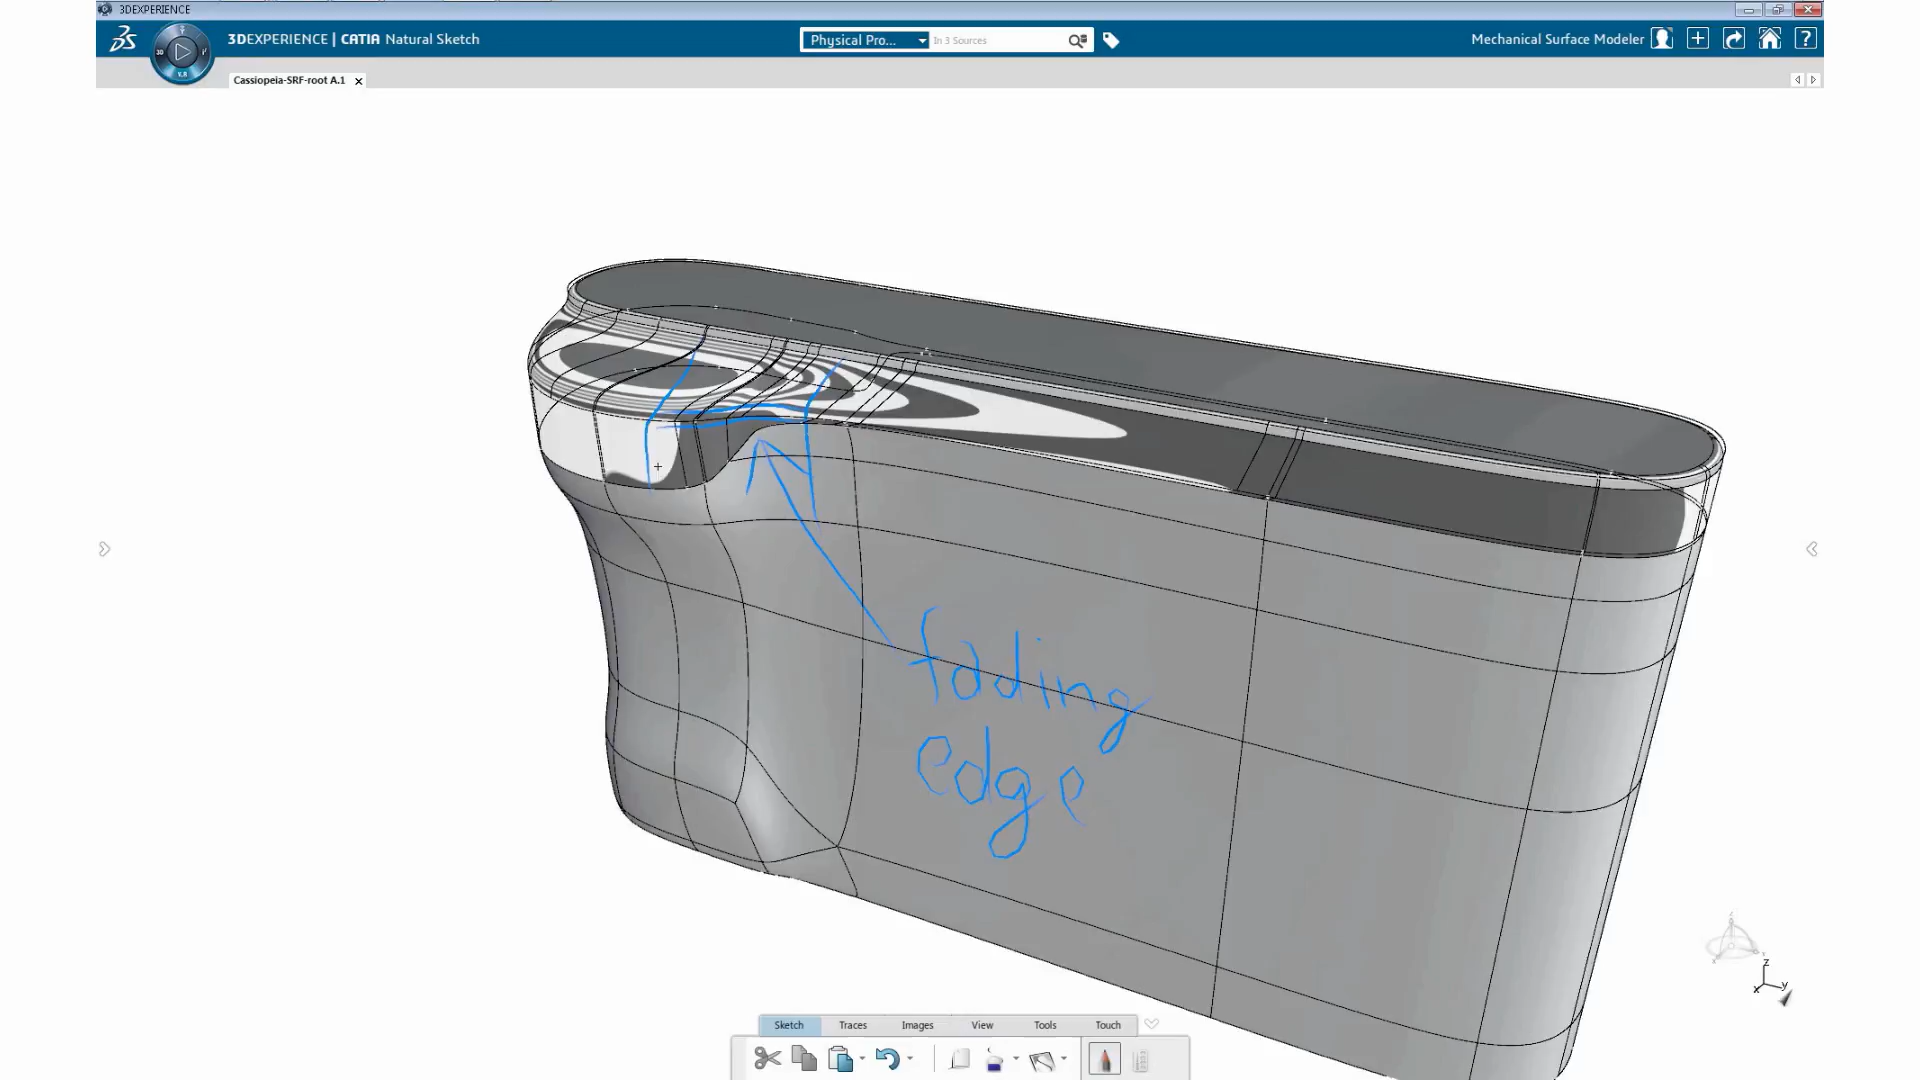 3DEXPERIENCE
3DEXPERIENCE | CATIA Natural Sketch
Physical Pro... In 3 Sources
Mechanical Surface Modeler
3D
V.R
Cassiopeia-SRF-root A.1
fading
edge
z
x y
Sketch Traces Images View Tools Touch